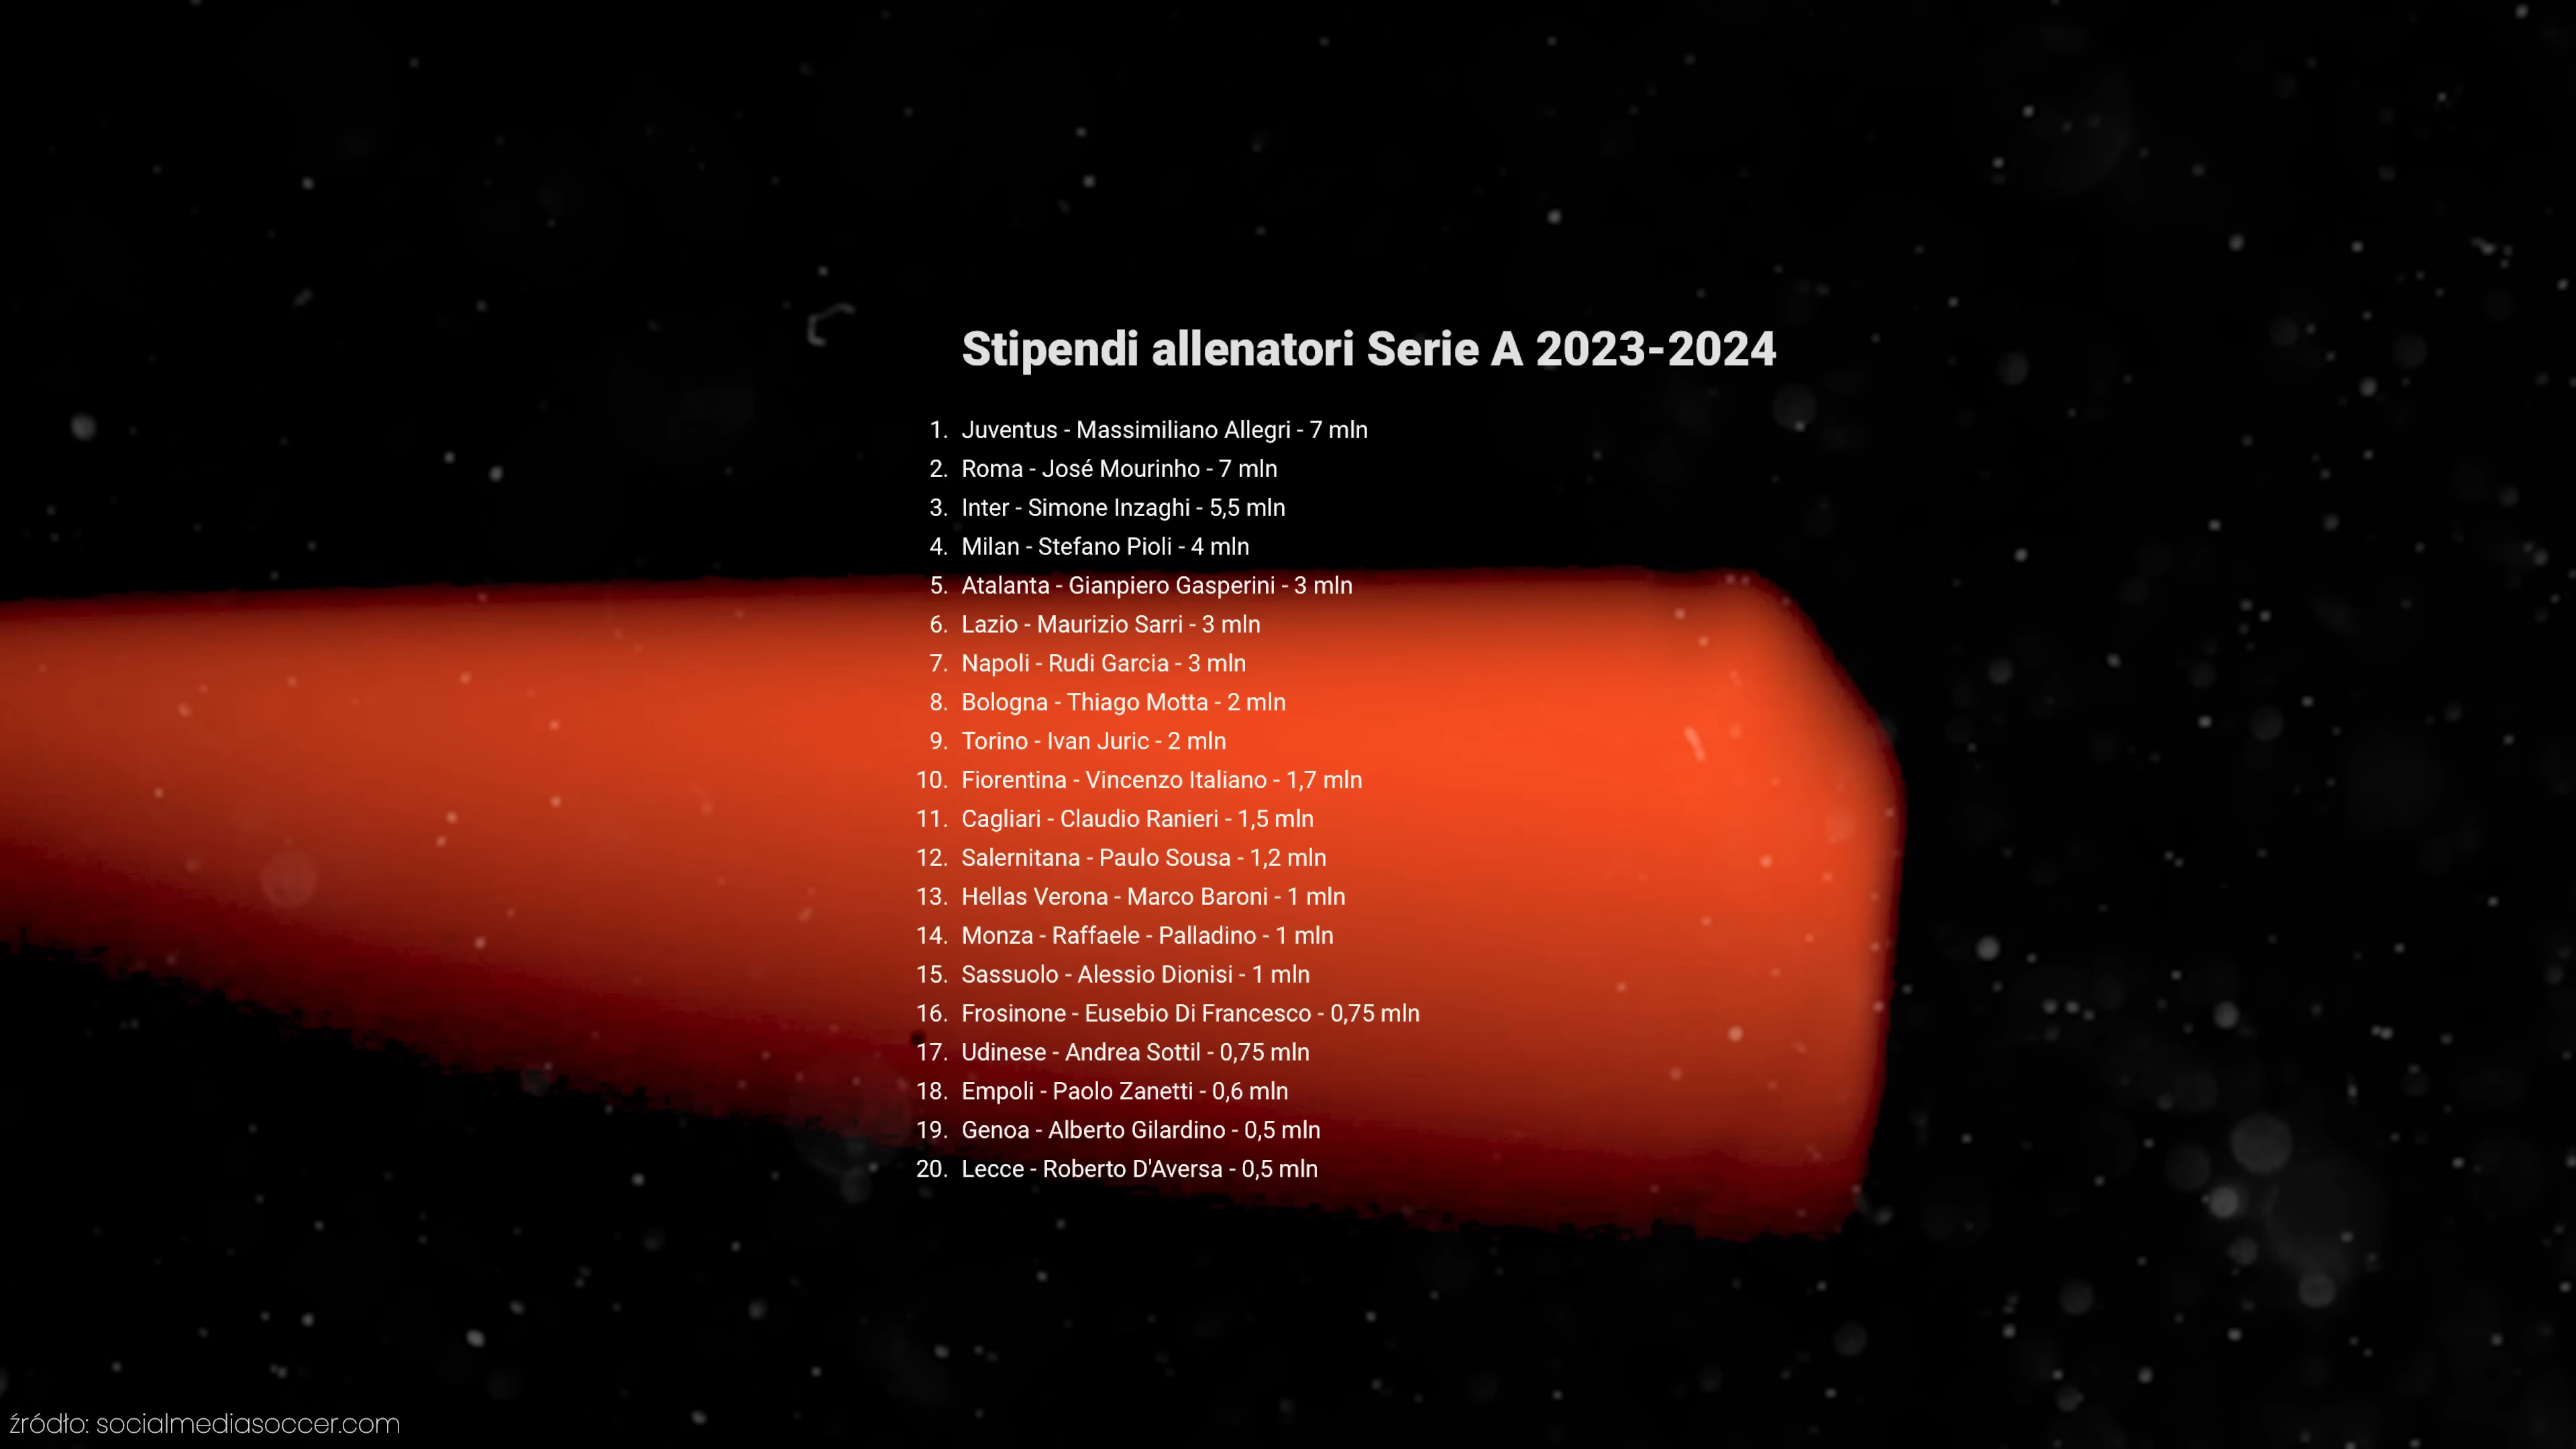 Stipendi allenatori Serie A 2023-2024
1. Juventus - Massimiliano Allegri - 7 mln
2. Roma - José Mourinho - 7 mln
3. Inter - Simone Inzaghi - 5,5 mln
4. Milan - Stefano Pioli - 4 mln
5. Atalanta - Gianpiero Gasperini - 3 mln
6. Lazio - Maurizio Sarri - 3 mln
7. Napoli - Rudi Garcia - 3 mln
8. Bologna - Thiago Motta - 2 mln
9. Torino - Ivan Juric - 2 mln
10. Fiorentina - Vincenzo Italiano - 1,7 mln
11. Cagliari - Claudio Ranieri - 1,5 mln
12. Salernitana - Paulo Sousa - 1,2 mln
13. Hellas Verona - Marco Baroni - 1 mln
14. Monza - Raffaele - Palladino - 1 mln
15. Sassuolo - Alessio Dionisi - 1 mln
16. Frosinone - Eusebio Di Francesco - 0,75 mln
17. Udinese - Andrea Sottil - 0,75 mln
18. Empoli - Paolo Zanetti - 0,6 mln
19. Genoa - Alberto Gilardino - 0,5 mln
20. Lecce - Roberto D'Aversa - 0,5 mln
źródło: socialmediasoccer.com